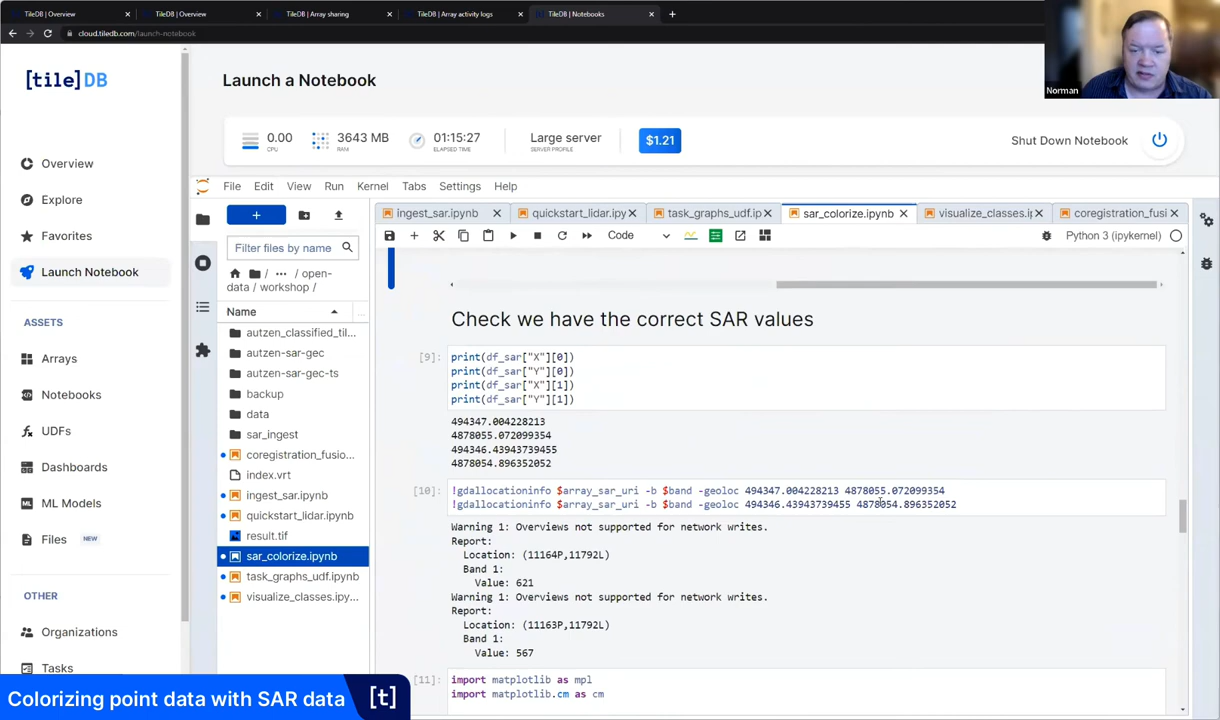 TileDB | Overview
TileDB | Overview
TileDB | Array sharing
TileDB | Array activity logs
TileDB | Notebooks
cloud.tiledb.com/launch-notebook
Norman
[tile]DB
Launch a Notebook
0.00
CPU
3643 MB
RAM
01:15:27
ELAPSED TIME
Large server
SERVER PROFILE
$1.21
Shut Down Notebook
Overview
Explore
Favorites
Launch Notebook
ASSETS
Arrays
Notebooks
UDFs
Dashboards
ML Models
Files NEW
OTHER
Organizations
Tasks
File Edit View Run Kernel Tabs Settings Help
Filter files by name
/ ··· / open-
data / workshop /
Name
autzen_classified_til...
autzen-sar-gec
autzen-sar-gec-ts
backup
data
sar_ingest
coregistration_fusio...
index.vrt
ingest_sar.ipynb
quickstart_lidar.ipynb
result.tif
sar_colorize.ipynb
task_graphs_udf.ipynb
visualize_classes.ipy...
ingest_sar.ipynb
quickstart_lidar.ipy
task_graphs_udf.ip
sar_colorize.ipynb
visualize_classes.ip
coregistration_fusi
Code
Python 3 (ipykernel)
Check we have the correct SAR values
[9]:
print(df_sar["X"][0])
print(df_sar["Y"][0])
print(df_sar["X"][1])
print(df_sar["Y"][1])
494347.004228213
4878055.072099354
494346.43943739455
4878054.896352052
[10]:
!gdallocationinfo $array_sar_uri -b $band -geoloc 494347.004228213 4878055.072099354
!gdallocationinfo $array_sar_uri -b $band -geoloc 494346.43943739455 4878054.896352052
Warning 1: Overviews not supported for network writes.
Report:
Location: (11164P,11792L)
Band 1:
Value: 621
Warning 1: Overviews not supported for network writes.
Report:
Location: (11163P,11792L)
Band 1:
Value: 567
[11]:
import matplotlib as mpl
import matplotlib.cm as cm
Colorizing point data with SAR data
[t]